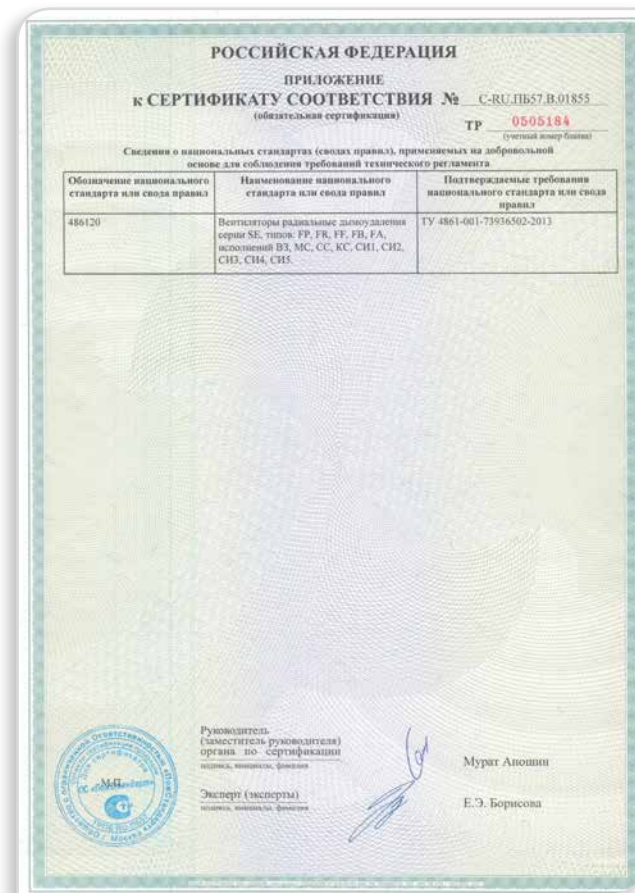 РОССИЙСКАЯ ФЕДЕРАЦИЯ
ПРИЛОЖЕНИЕ
к СЕРТИФИКАТУ СООТВЕТСТВИЯ № C-RU.ПБ57.В.01855
(обязательная сертификация)
ТР 0505184
(учетный номер бланка)
Сведения о национальных стандартах (сводах правил), применяемых на добровольной
основе для соблюдения требований технического регламента
Обозначение национального
стандарта или свода правил
Наименование национального
стандарта или свода правил
Подтверждаемые требования
национального стандарта или свода
правил
486120
Вентиляторы радиальные дымоудаления
серии SE, типов: FP, FR, FF, FB, FA,
исполнений ВЗ, МС, СС, КС, СИ1, СИ2,
СИ3, СИ4, СИ5.
ТУ 4861-001-73936502-2013
Руководитель
(заместитель руководителя)
органа по сертификации
подпись, инициалы, фамилия
Мурат Апошин
М.П.
Эксперт (эксперты)
подпись, инициалы, фамилия
Е.Э. Борисова